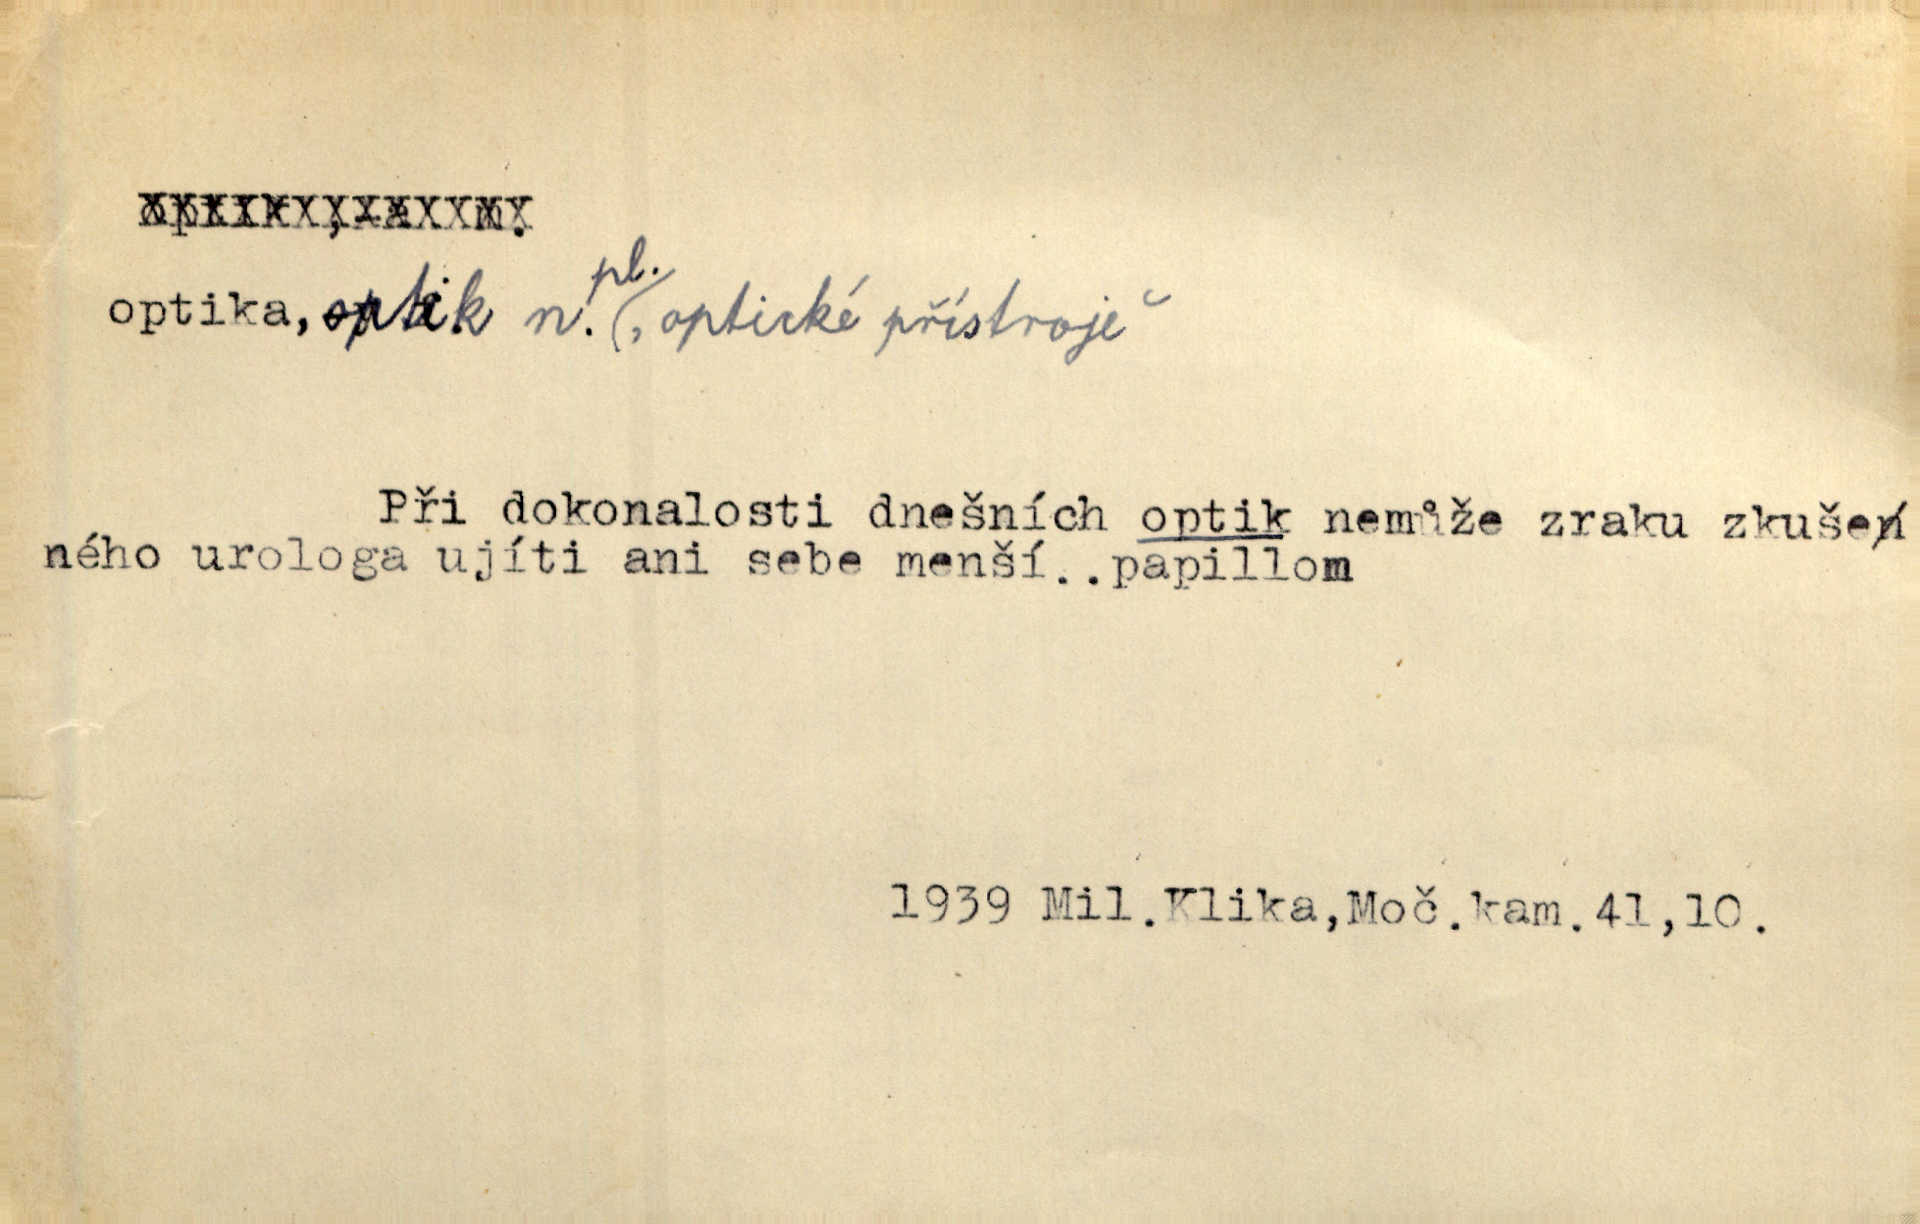 optika, optik n. pl. (, optické přístroje
Při dokonalosti dnešních optik nemůže zraku zkuše
ného urologa ujíti ani sebe menší..papillom
1939 Mil.Klika,Moč.kam.41,10.